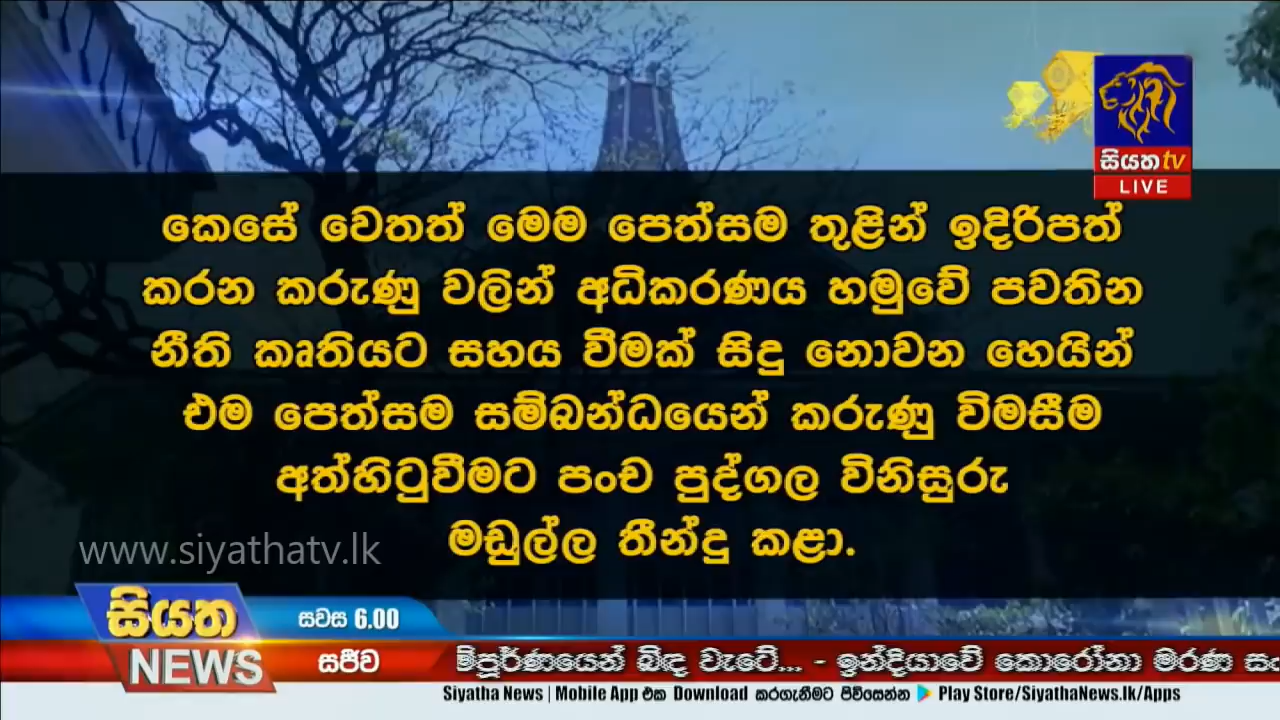 සියත tv
LIVE
කෙසේ වෙතත් මෙම පෙත්සම තුළින් ඉදිරිපත්
කරන කරුණු වලින් අධිකරණය හමුවේ පවතින
නීති කෘතියට සහය වීමක් සිදු නොවන හෙයින්
එම පෙත්සම සම්බන්ධයෙන් කරුණු විමසීම
අත්හිටුවීමට පංච පුද්ගල විනිසුරු
මඩුල්ල තීන්දු කළා.
www.siyathatv.lk
සියත
NEWS
සවස 6.00
සජීව
බිඳ වැටේ... - ඉන්දියාවේ කොරෝනා මරණ
Siyatha News | Mobile App එක Download කරගැනීමට පිවිසෙන්න Play Store/SiyathaNews.lk/Apps